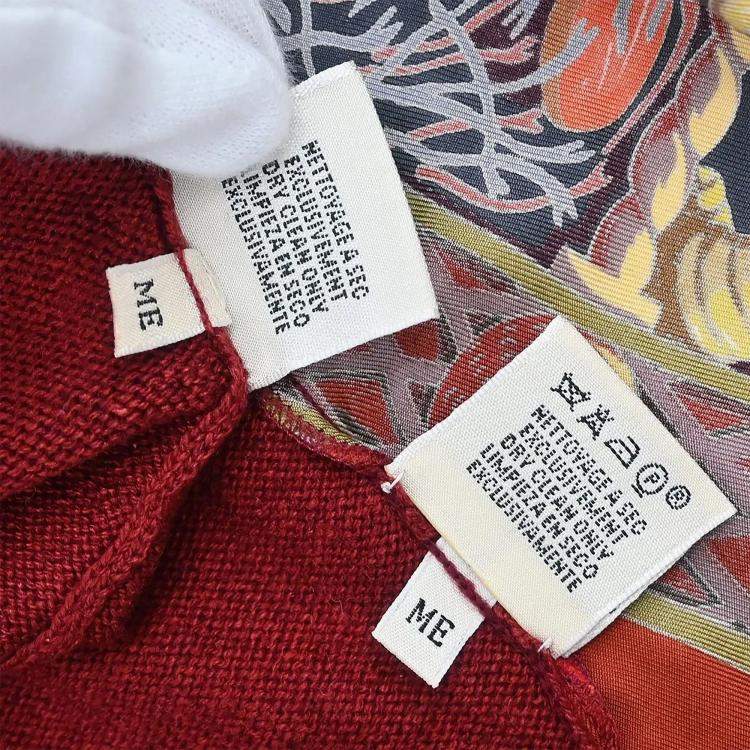 NETTOYAGE A SEC
EXCLUSIVEMENT
DRY CLEAN ONLY
LIMPIEZA EN SECO
EXCLUSIVAMENTE
ME
P ®
NETTOYAGE A SEC
EXCLUSIVEMENT
DRY CLEAN ONLY
LIMPIEZA EN SECO
EXCLUSIVAMENTE
ME